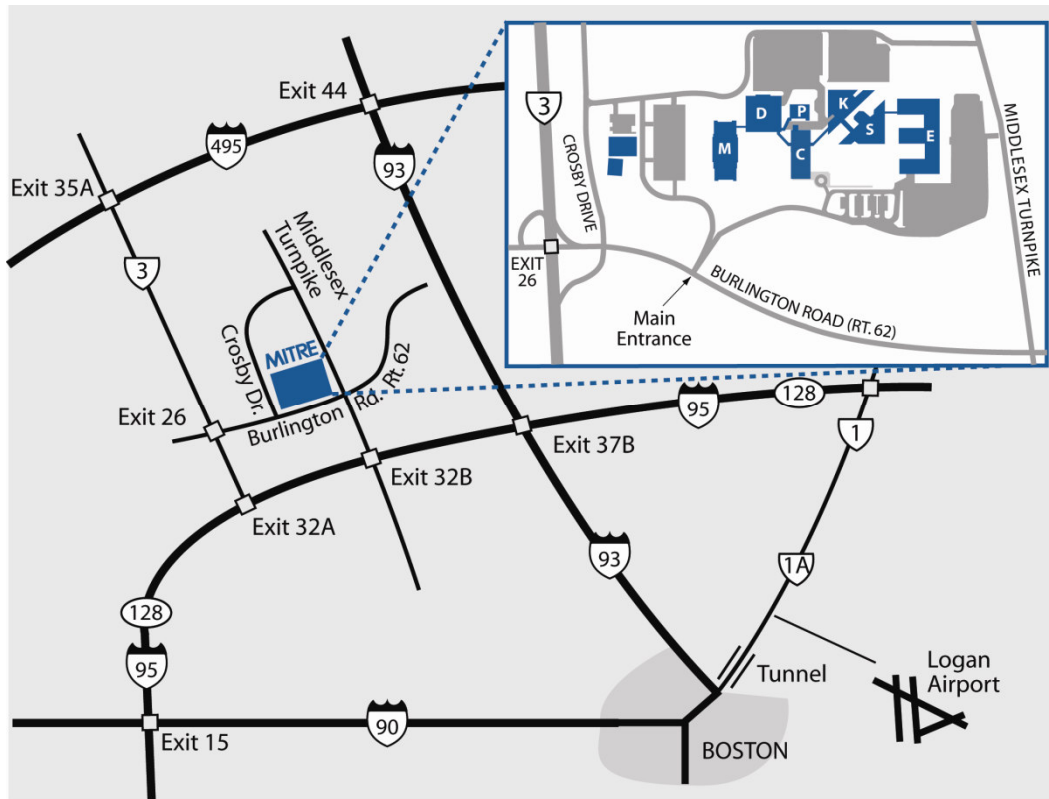 Exit 44
495
93
Exit 35A
3
Middlesex
Turnpike
Crosby Dr.
MITRE
Burlington Rd. Rt. 62
Exit 26
Exit 32A
Exit 32B
Exit 37B
95
128
1
93
1A
128
95
Exit 15
90
Tunnel
Logan
Airport
BOSTON
3
CROSBY DRIVE
EXIT
26
M
D
P
C
K
S
E
MIDDLESEX TURNPIKE
BURLINGTON ROAD (RT. 62)
Main
Entrance